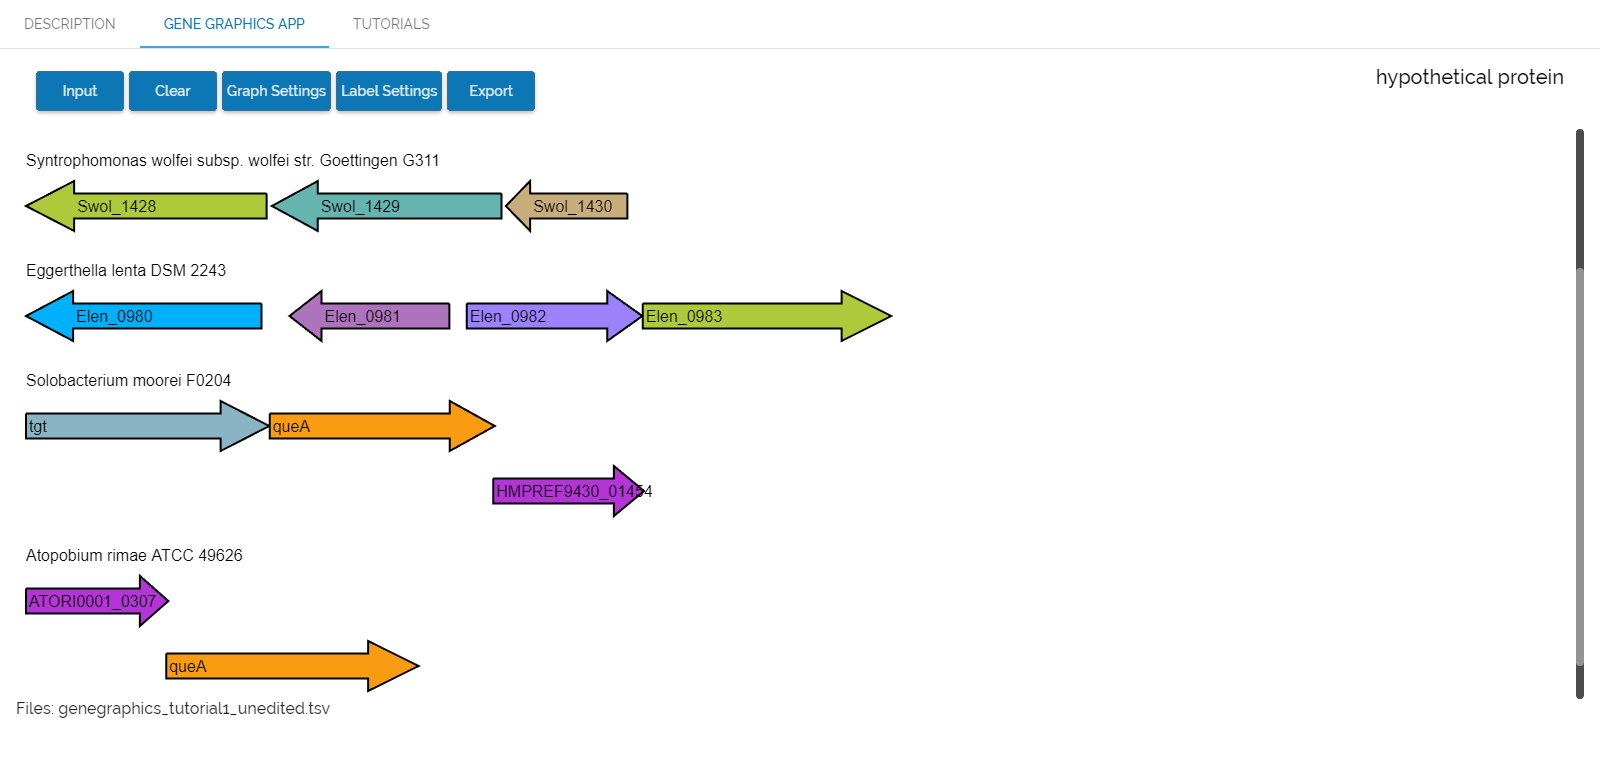 DESCRIPTION GENE GRAPHICS APP TUTORIALS
Input Clear Graph Settings Label Settings Export
hypothetical protein
Syntrophomonas wolfei subsp. wolfei str. Goettingen G311
Swol_1428 Swol_1429 Swol_1430
Eggerthella lenta DSM 2243
Elen_0980 Elen_0981 Elen_0982 Elen_0983
Solobacterium moorei F0204
tgt queA
HMPREF9430_01454
Atopobium rimae ATCC 49626
ATORI0001_0307
queA
Files: genegraphics_tutorial1_unedited.tsv